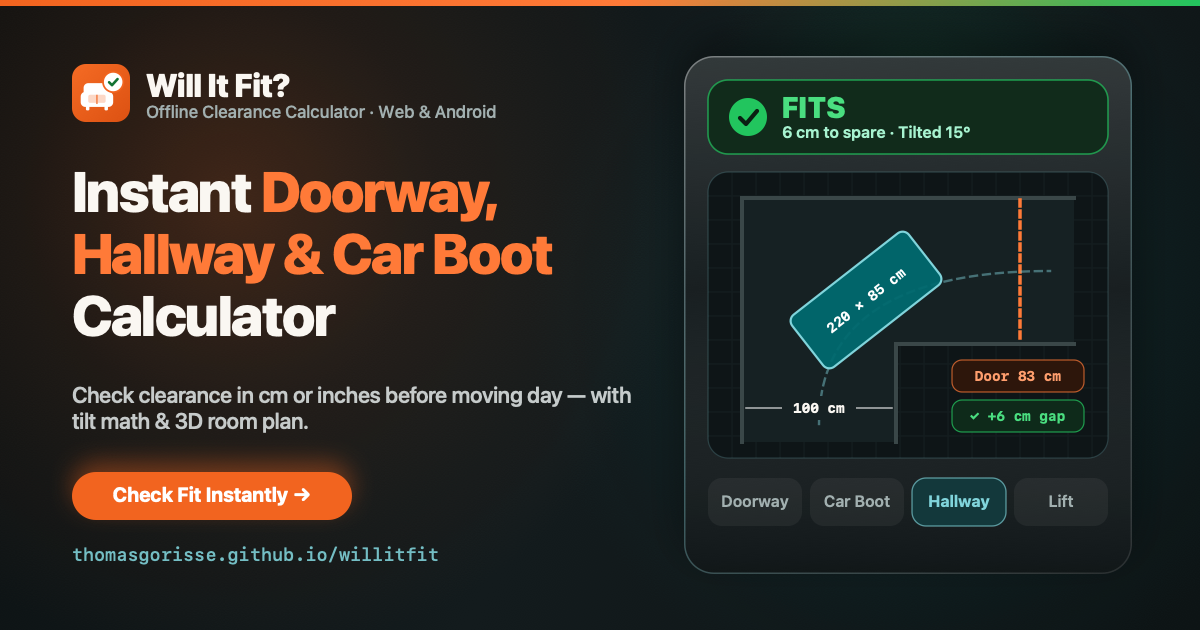 Will It Fit?
Offline Clearance Calculator · Web & Android
Instant Doorway,
Hallway & Car Boot
Calculator
Check clearance in cm or inches before moving day — with
tilt math & 3D room plan.
Check Fit Instantly →
thomasgorisse.github.io/willitfit
FITS
6 cm to spare · Tilted 15°
220 × 85 cm
Door 83 cm
100 cm
✓ +6 cm gap
Doorway
Car Boot
Hallway
Lift